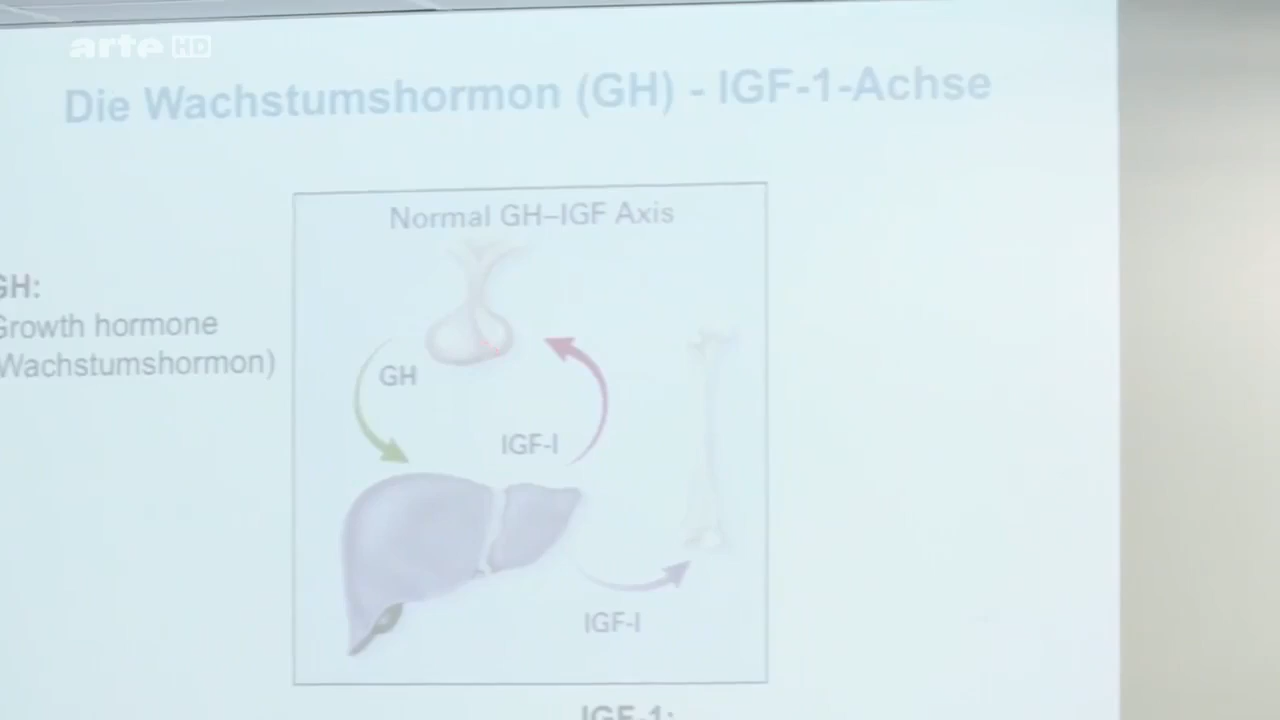 arte HD
Die Wachstumshormon (GH) - IGF-1-Achse
Normal GH–IGF Axis
GH:
Growth hormone
Wachstumshormon)
GH
IGF-I
IGF-I
IGF-1: